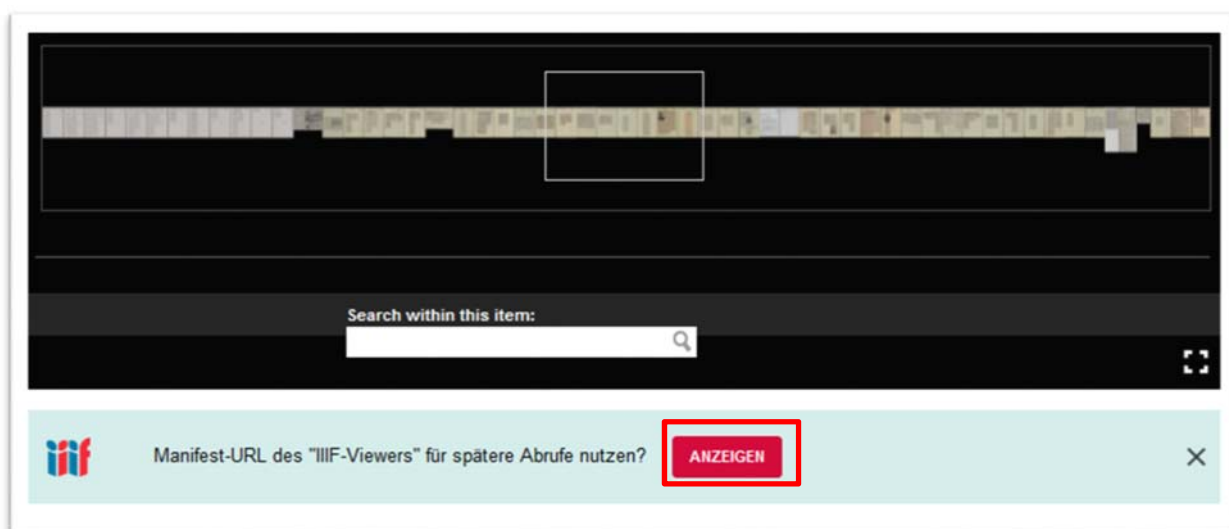 Search within this item:
iiif
Manifest-URL des "IIIF-Viewers" für spätere Abrufe nutzen?
ANZEIGEN